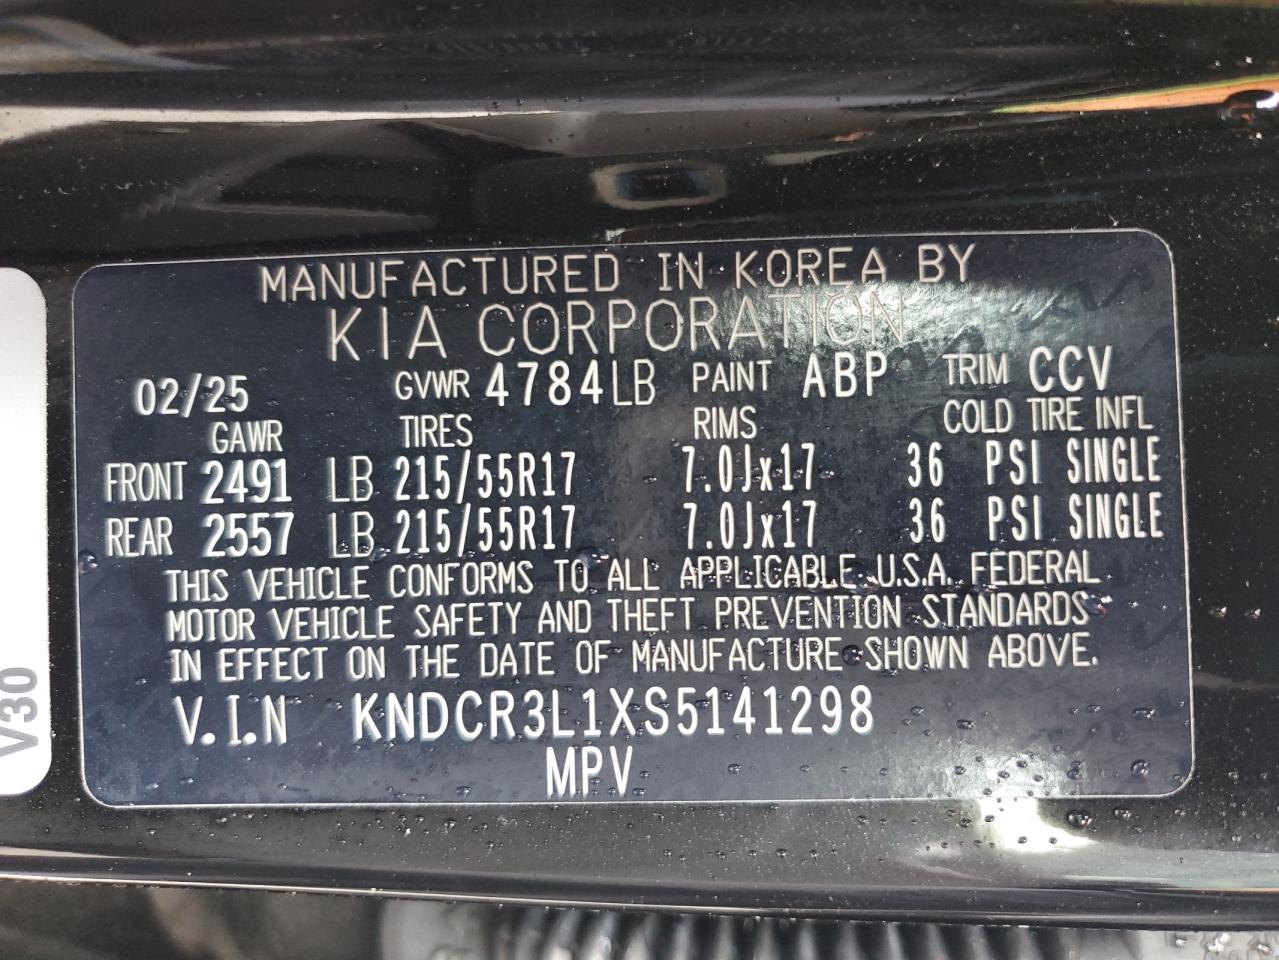 MANUFACTURED IN KOREA BY
KIA CORPORATION
02/25 GVWR 4784LB PAINT ABP TRIM CCV
GAWR TIRES RIMS COLD TIRE INFL
FRONT 2491 LB 215/55R17 7.0Jx17 36 PSI SINGLE
REAR 2557 LB 215/55R17 7.0Jx17 36 PSI SINGLE
THIS VEHICLE CONFORMS TO ALL APPLICABLE U.S.A. FEDERAL
MOTOR VEHICLE SAFETY AND THEFT PREVENTION STANDARDS
IN EFFECT ON THE DATE OF MANUFACTURE SHOWN ABOVE.
V.I.N KNDCR3L1XS5141298
MPV
V30